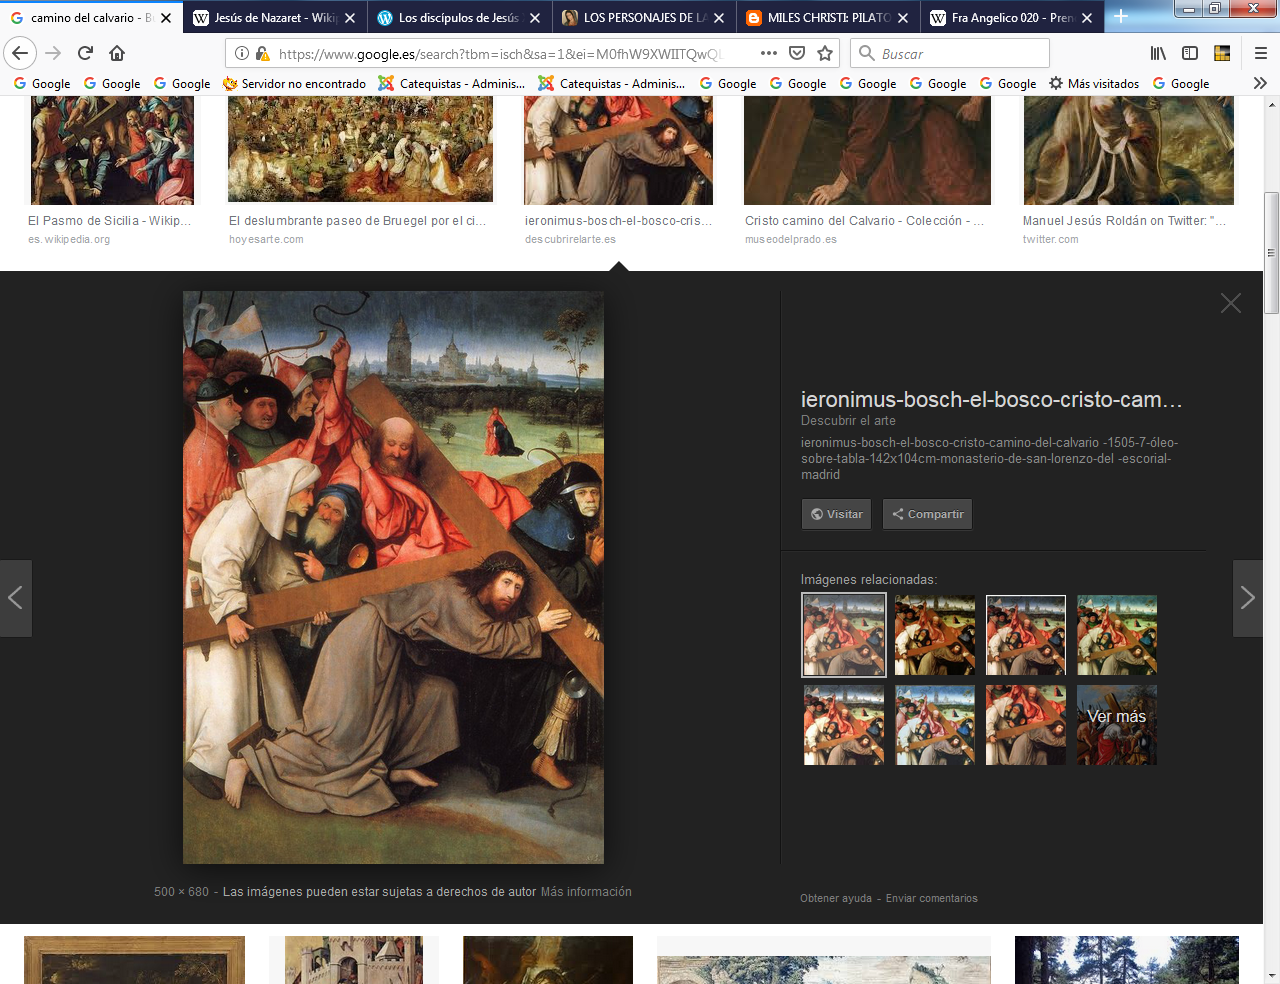 camino del calvario - B
Jesús de Nazaret - Wiki
Los discípulos de Jesús
LOS PERSONAJES DE LA
MILES CHRISTI: PILATO
Fra Angelico 020 - Pren
https://www.google.es/search?tbm=isch&sa=1&ei=M0fhW9XWIITQwQL
Buscar
Google
Google
Google
Servidor no encontrado
Catequistas - Adminis...
Catequistas - Adminis...
Google
Google
Google
Google
Google
Más visitados
Google
El Pasmo de Sicilia - Wikip...
es.wikipedia.org
El deslumbrante paseo de Bruegel por el ci...
hoyesarte.com
ieronimus-bosch-el-bosco-cris...
descubrirelarte.es
Cristo camino del Calvario - Colección - ...
museodelprado.es
Manuel Jesús Roldán on Twitter: "...
twitter.com
ieronimus-bosch-el-bosco-cristo-cam...
Descubrir el arte
ieronimus-bosch-el-bosco-cristo-camino-del-calvario -1505-7-óleo-
sobre-tabla-142x104cm-monasterio-de-san-lorenzo-del -escorial-
madrid
Visitar
Compartir
Imágenes relacionadas:
Ver más
500 × 680 - Las imágenes pueden estar sujetas a derechos de autor Más información
Obtener ayuda - Enviar comentarios